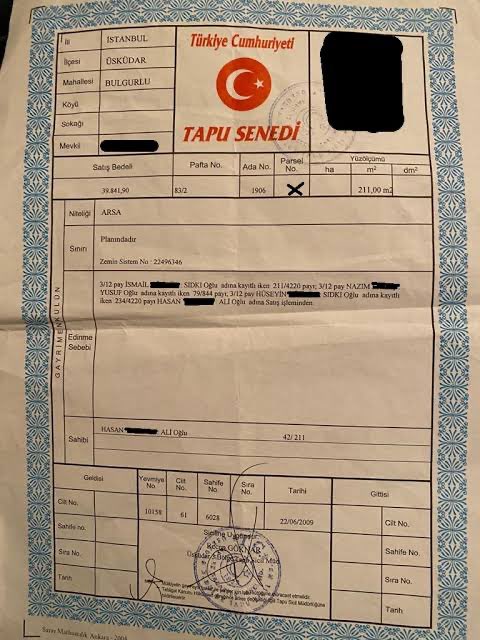 İli İSTANBUL
İlçesi ÜSKÜDAR
Mahallesi BULGURLU
Köyü
Sokağı
Mevkii
Türkiye Cumhuriyeti
TAPU SENEDİ
Satış Bedeli Pafta No. Ada No. Parsel No. Yüzölçümü
ha m² dm²
39.841,90 83/2 1906 211,00 m2
GAYRİMENKULÜN
Niteliği ARSA
Sınırı Planındadır
Zemin Sistem No : 22496346
Edinme Sebebi
3/12 pay İSMAİL SIDKI Oğlu adına kayıtlı iken 211/4220 payı; 3/12 pay NAZIM
YUSUF Oğlu adına kayıtlı iken 79/844 payı; 3/12 pay HÜSEYİN SIDKI Oğlu adına kayıtlı
iken 234/4220 payı HASAN ALİ Oğlu adına Satış işleminden.
Sahibi
HASAN ALİ Oğlu 42/ 211
Geldisi Yevmiye No. Cilt No. Sahife No. Sıra No. Tarihi Gittisi
Cilt No. 10158 61 6028 22/06/2009 Cilt No.
Sahife no. Siciline Uygundur. Sahife No.
Sıra No. Sıra No.
Tarih Tarih
Saray Matbaacılık Ankara - 2004